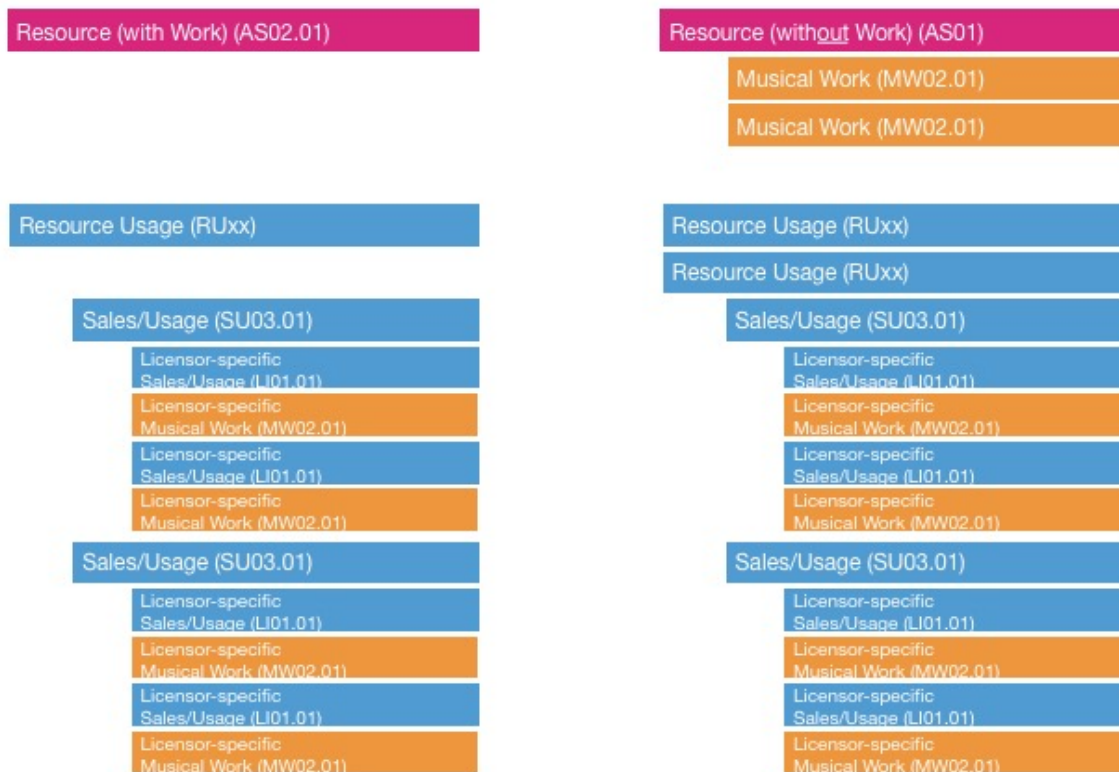 Resource (with Work) (AS02.01)
Resource Usage (RUxx)
Sales/Usage (SU03.01)
Licensor-specific
Sales/Usage (LI01.01)
Licensor-specific
Musical Work (MW02.01)
Licensor-specific
Sales/Usage (LI01.01)
Licensor-specific
Musical Work (MW02.01)
Sales/Usage (SU03.01)
Licensor-specific
Sales/Usage (LI01.01)
Licensor-specific
Musical Work (MW02.01)
Licensor-specific
Sales/Usage (LI01.01)
Licensor-specific
Musical Work (MW02.01)
Resource (without Work) (AS01)
Musical Work (MW02.01)
Musical Work (MW02.01)
Resource Usage (RUxx)
Resource Usage (RUxx)
Sales/Usage (SU03.01)
Licensor-specific
Sales/Usage (LI01.01)
Licensor-specific
Musical Work (MW02.01)
Licensor-specific
Sales/Usage (LI01.01)
Licensor-specific
Musical Work (MW02.01)
Sales/Usage (SU03.01)
Licensor-specific
Sales/Usage (LI01.01)
Licensor-specific
Musical Work (MW02.01)
Licensor-specific
Sales/Usage (LI01.01)
Licensor-specific
Musical Work (MW02.01)